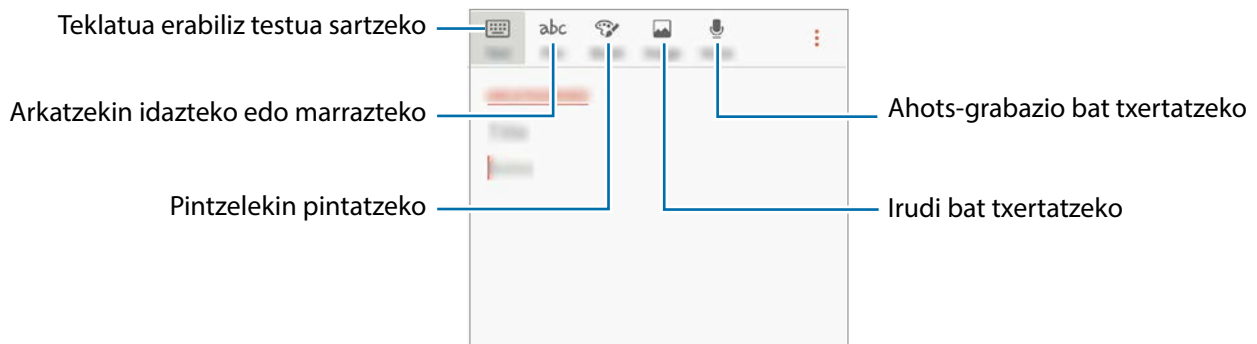 Teklatua erabiliz testua sartzeko
abc
Arkatzekin idazteko edo marrazteko
Ahots-grabazio bat txertatzeko
Pintzelekin pintatzeko
Irudi bat txertatzeko